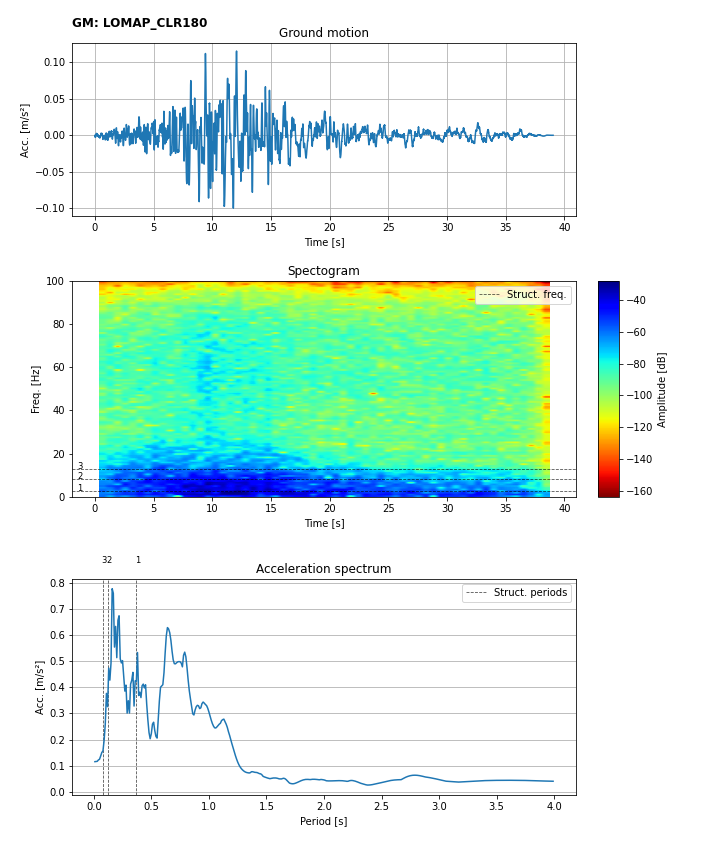 GM: LOMAP_CLR180
Ground motion
0.10
0.05
0.00
−0.05
−0.10
Acc. [m/s²]
0 5 10 15 20 25 30 35 40
Time [s]
Spectogram
100
80
60
40
20
0
Freq. [Hz]
Struct. freq.
3
2
1
0 5 10 15 20 25 30 35 40
Time [s]
−40
−60
−80
−100
−120
−140
−160
Amplitude [dB]
32 1
Acceleration spectrum
0.8
0.7
0.6
0.5
0.4
0.3
0.2
0.1
0.0
Acc. [m/s²]
Struct. periods
0.0 0.5 1.0 1.5 2.0 2.5 3.0 3.5 4.0
Period [s]